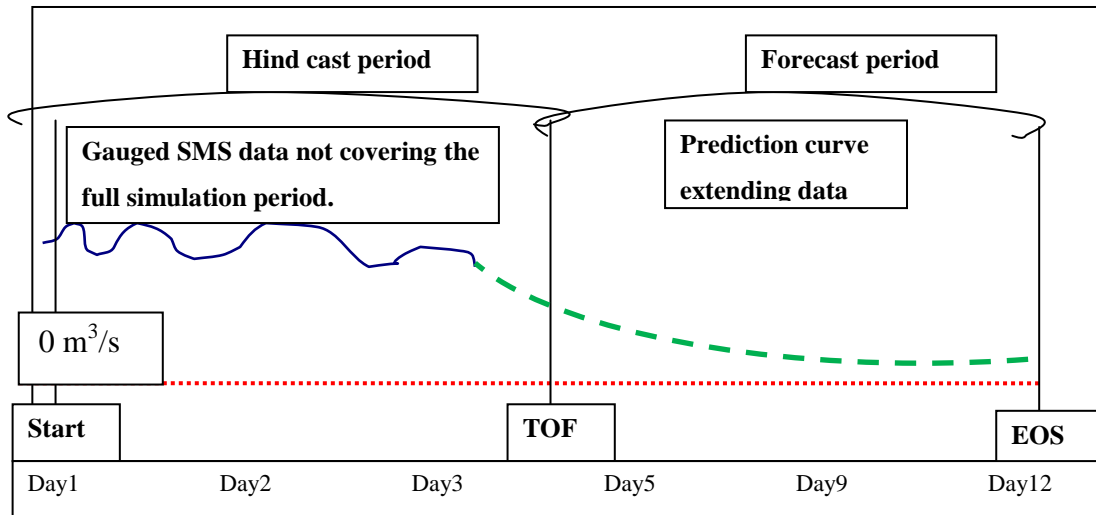 Hind cast period
Forecast period
Gauged SMS data not covering the
full simulation period.
Prediction curve
extending data
0 m³/s
Start
TOF
EOS
Day1
Day2
Day3
Day5
Day9
Day12